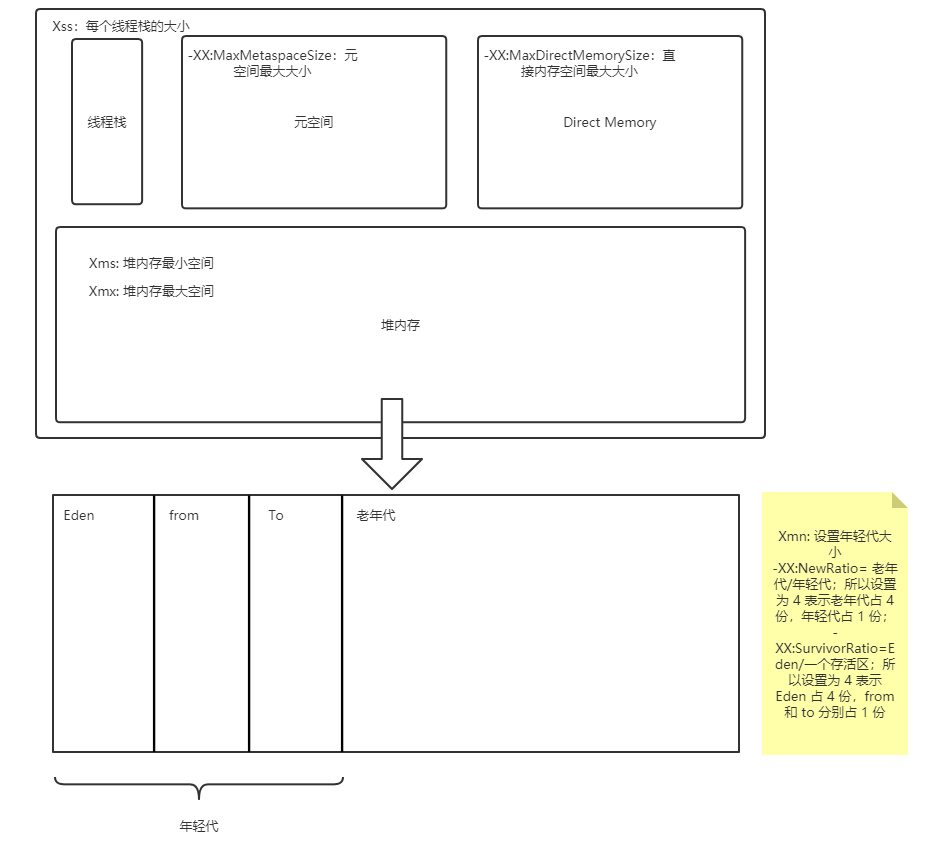 Xss：每个线程栈的大小
-XX:MaxMetaspaceSize：元
空间最大大小
-XX:MaxDirectMemorySize：直
接内存空间最大大小
线程栈
元空间
Direct Memory
Xms: 堆内存最小空间
Xmx: 堆内存最大空间
堆内存
Eden
from
To
老年代
Xmn: 设置年轻代大
小
-XX:NewRatio= 老年
代/年轻代；所以设置
为 4 表示老年代占 4
份，年轻代占 1 份；
-
XX:SurvivorRatio=E
den/一个存活区；所
以设置为 4 表示
Eden 占 4 份，from
和 to 分别占 1 份
年轻代